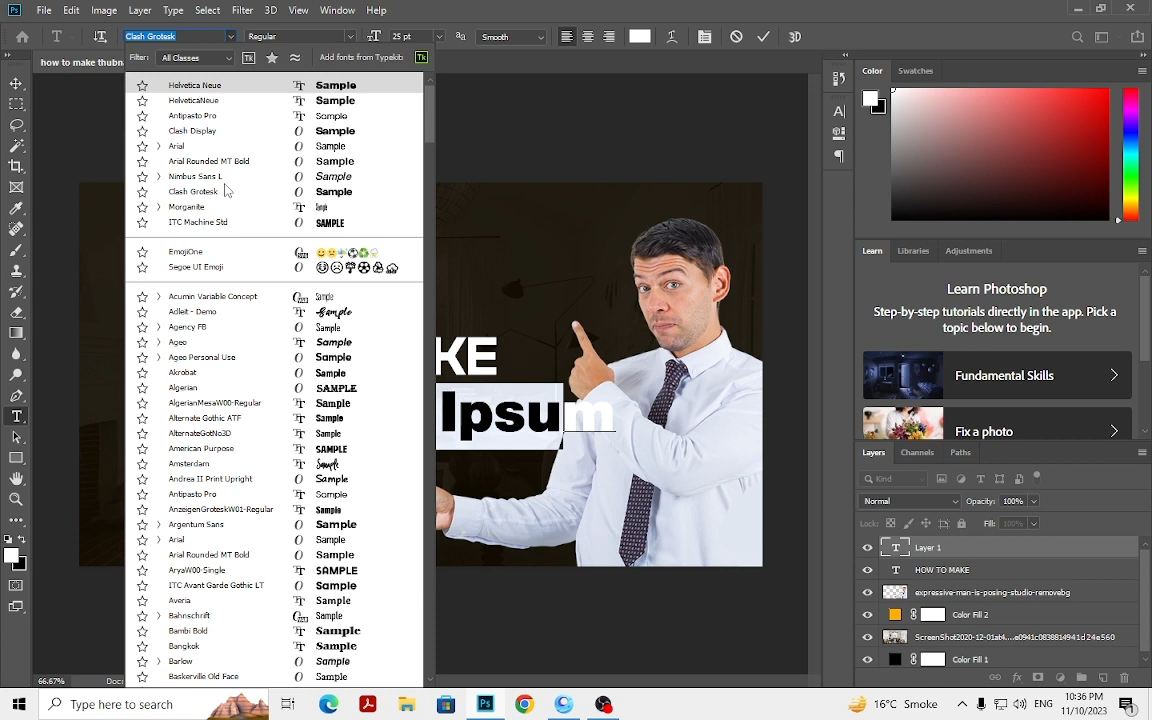 Ps File Edit Image Layer Type Select Filter 3D View Window Help
Clash Grotesk Regular 25 pt Smooth 3D
Filter: All Classes Tk Add fonts from Typekit: Tk
how to make thubna
Helvetica Neue Sample
HelveticaNeue Sample
Antipasto Pro Sample
Clash Display Sample
Arial Sample
Arial Rounded MT Bold Sample
Nimbus Sans L Sample
Clash Grotesk Sample
Morganite Sample
ITC Machine Std SAMPLE
EmojiOne
Segoe UI Emoji
Acumin Variable Concept Sample
Adleit - Demo Sample
Agency FB Sample
Ageo Sample
Ageo Personal Use Sample
Akrobat Sample
Algerian SAMPLE
AlgerianMesaW00-Regular Sample
Alternate Gothic ATF Sample
AlternateGotNo3D Sample
American Purpose SAMPLE
Amsterdam Sample
Andrea II Print Upright Sample
Antipasto Pro Sample
AnzeigenGroteskW01-Regular Sample
Argentum Sans Sample
Arial Sample
Arial Rounded MT Bold Sample
AryaW00-Single SAMPLE
ITC Avant Garde Gothic LT Sample
Averia Sample
Bahnschrift Sample
Bambi Bold Sample
Bangkok Sample
Barlow Sample
Baskerville Old Face Sample
KE
Ipsum
Color Swatches
Learn Libraries Adjustments
Learn Photoshop
Step-by-step tutorials directly in the app. Pick a
topic below to begin.
Fundamental Skills
Fix a photo
Layers Channels Paths
Kind
Normal Opacity: 100%
Lock: Fill: 100%
T Layer 1
T HOW TO MAKE
expressive-man-is-posing-studio-removebg
Color Fill 2
ScreenShot2020-12-01at4....e0941c0838814941d24e560
Color Fill 1
66.67% Doc:
Type here to search
Ps
16°C Smoke ENG 10:36 PM
11/10/2023